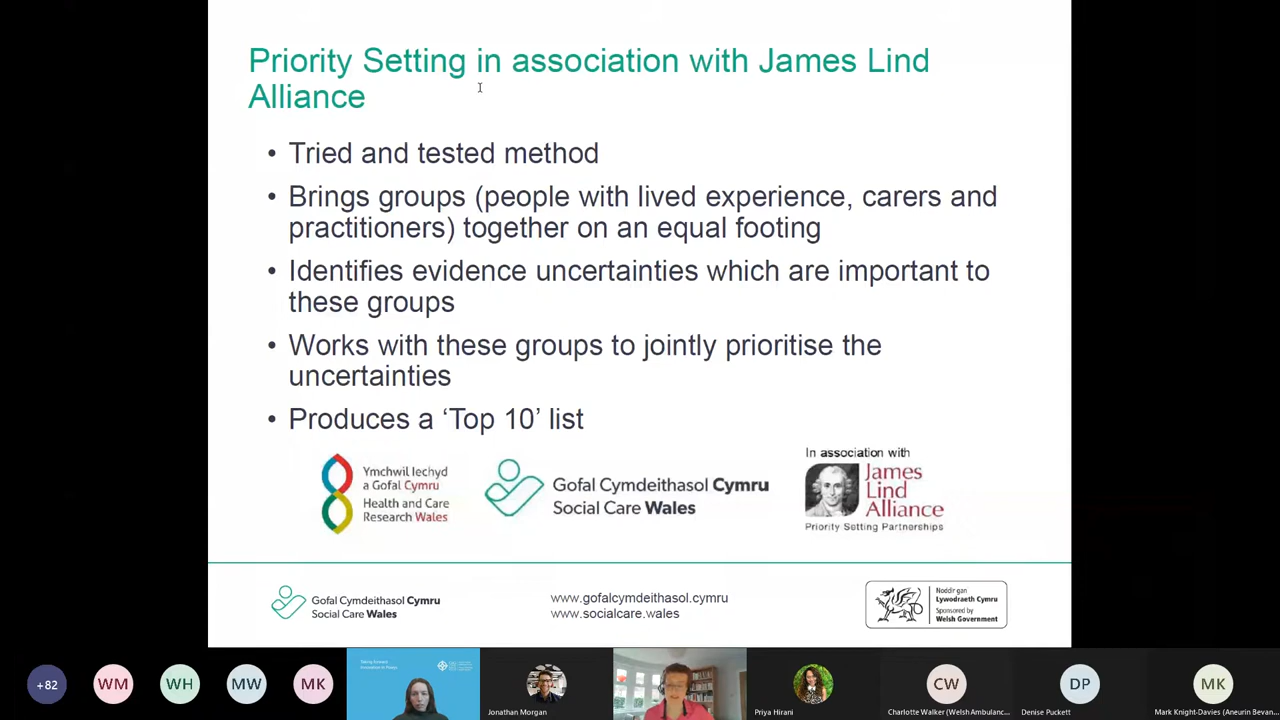 Priority Setting in association with James Lind
Alliance
• Tried and tested method
• Brings groups (people with lived experience, carers and
practitioners) together on an equal footing
• Identifies evidence uncertainties which are important to
these groups
• Works with these groups to jointly prioritise the
uncertainties
• Produces a ‘Top 10’ list
Ymchwil Iechyd
a Gofal Cymru
Health and Care
Research Wales
Gofal Cymdeithasol Cymru
Social Care Wales
In association with
James
Lind
Alliance
Priority Setting Partnerships
Gofal Cymdeithasol Cymru
Social Care Wales
www.gofalcymdeithasol.cymru
www.socialcare.wales
Noddir gan
Lywodraeth Cymru
Sponsored by
Welsh Government
+82
WM
WH
MW
MK
Jonathan Morgan
Priya Hirani
CW
Charlotte Walker (Welsh Ambulanc...
DP
Denise Puckett
MK
Mark Knight-Davies (Aneurin Bevan...